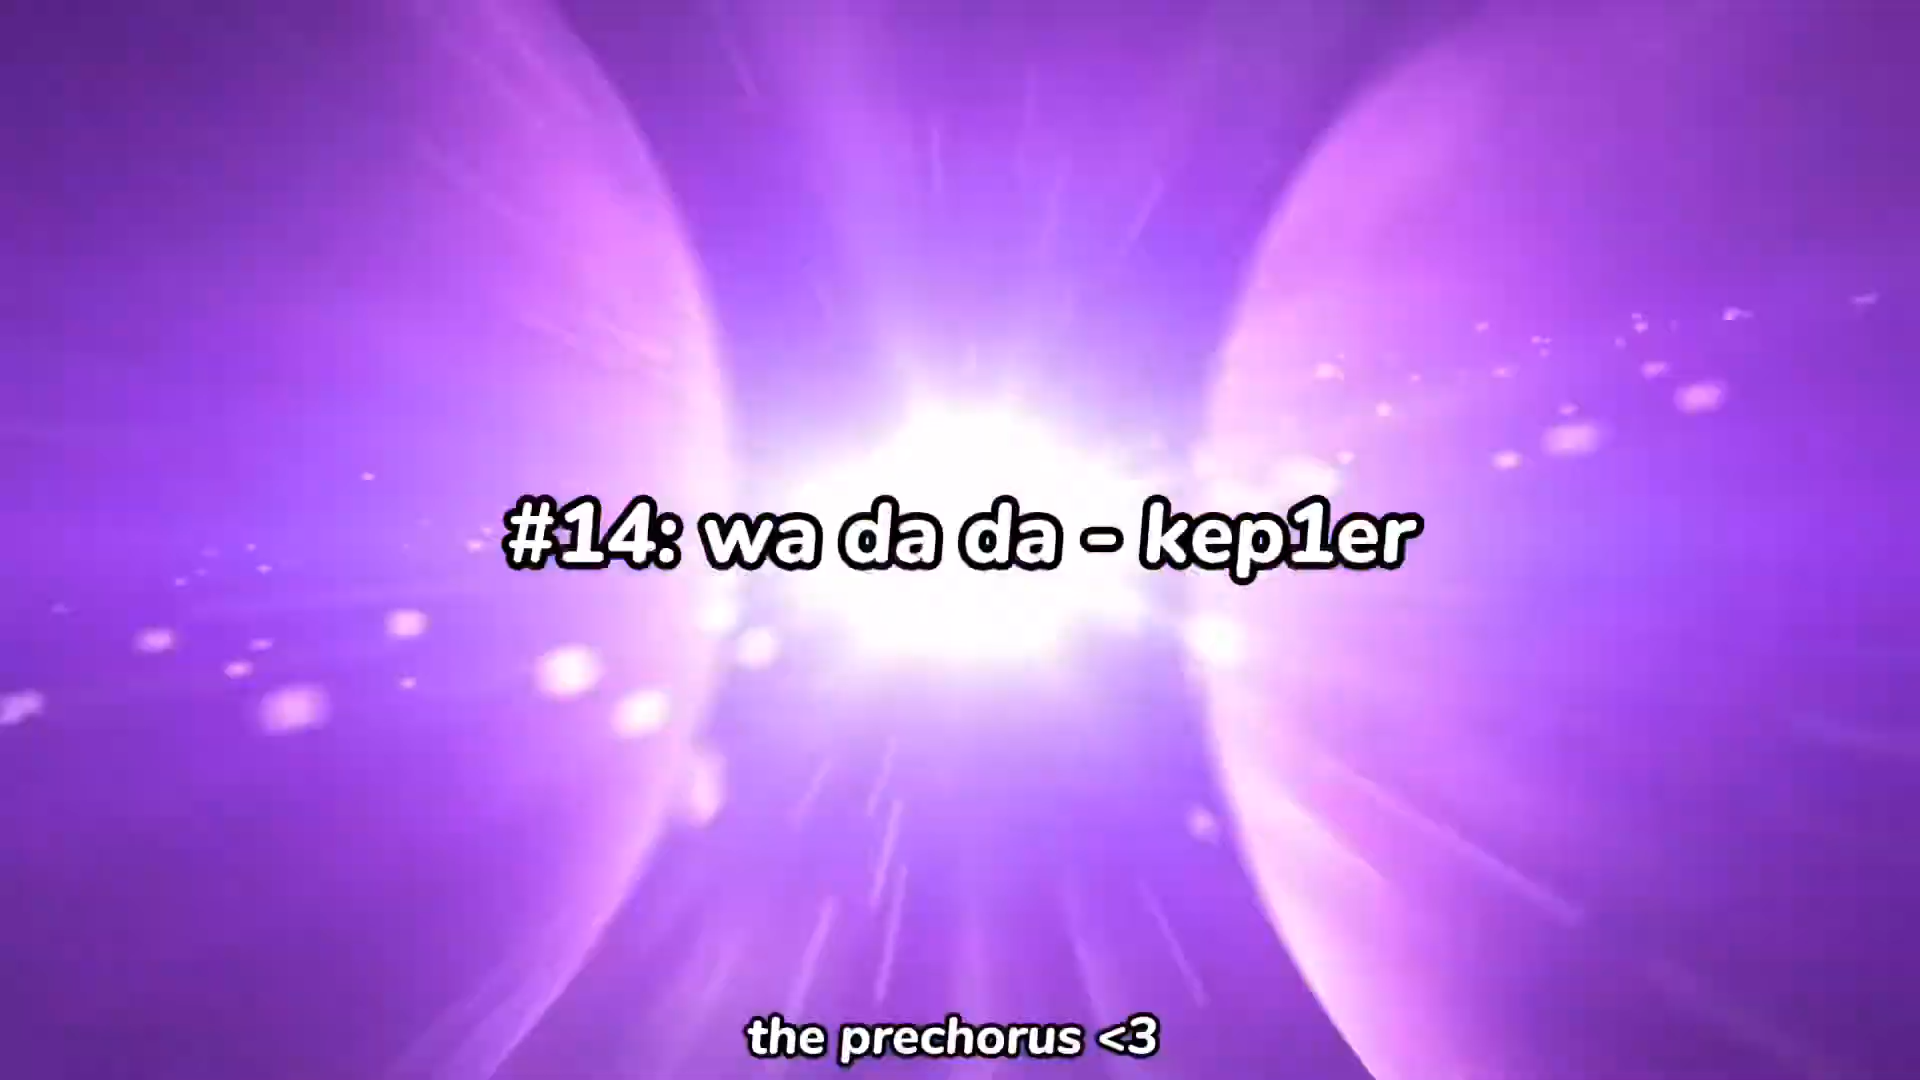 #14: wa da da - kep1er
the prechorus <3